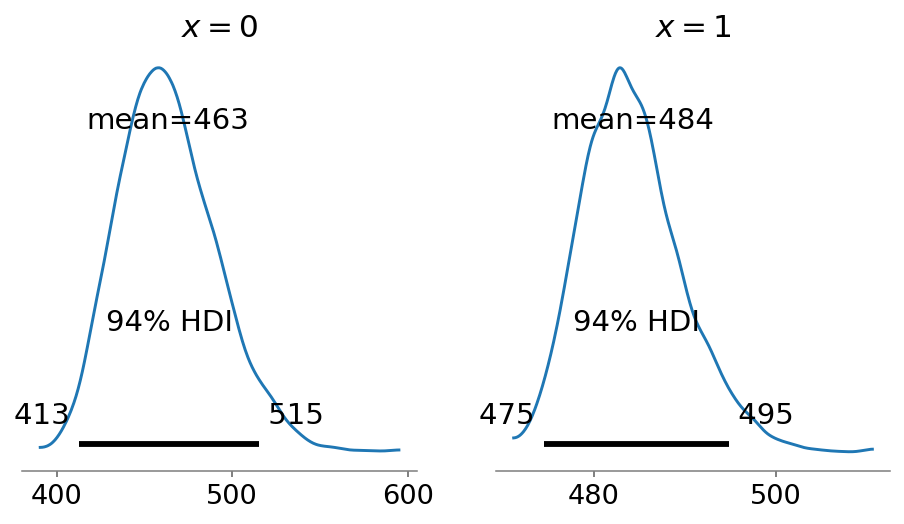 x = 0
mean=463
94% HDI
413
515
400
500
600
x = 1
mean=484
94% HDI
475
495
480
500